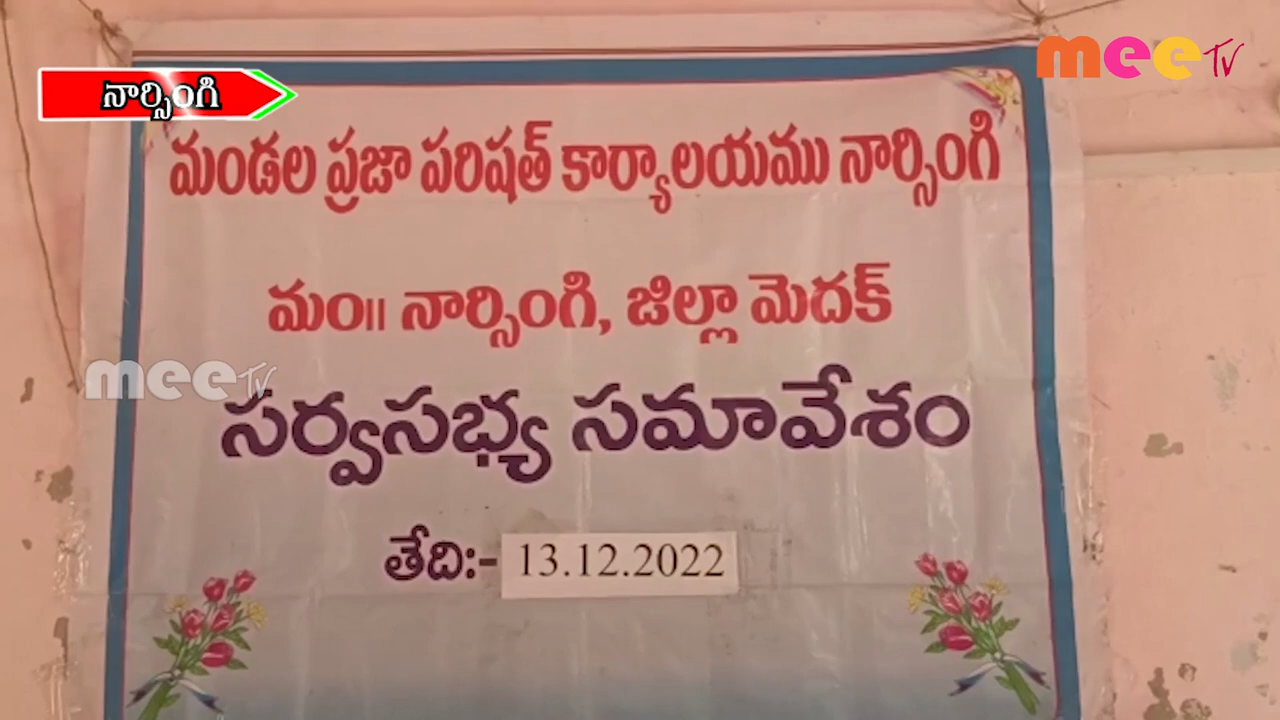 నార్సింగి
mee TV
మండల ప్రజా పరిషత్ కార్యాలయము నార్సింగి
మం॥ నార్సింగి, జిల్లా మెదక్
mee TV
సర్వసభ్య సమావేశం
తేది:- 13.12.2022